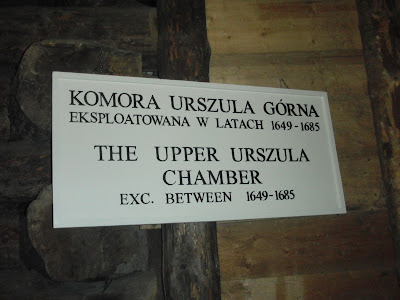 KOMORA URSZULA GÓRNA
EKSPLOATOWANA W LATACH 1649-1685
THE UPPER URSZULA
CHAMBER
EXC. BETWEEN 1649-1685